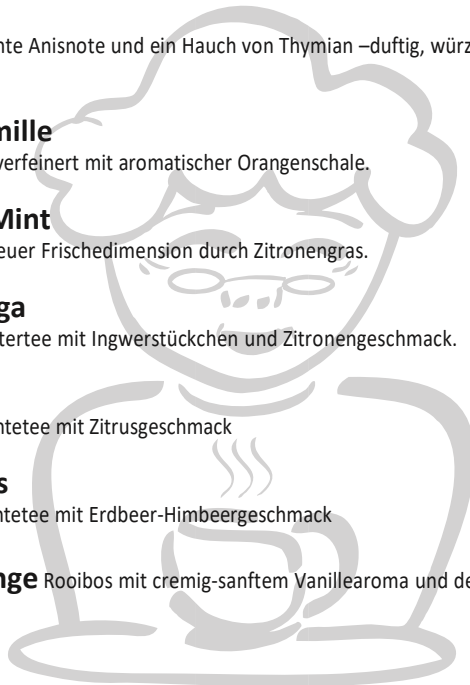 nte Anisnote und ein Hauch von Thymian –duftig, würz
mille
verfeinert mit aromatischer Orangenschale.
Mint
euer Frischedimension durch Zitronengras.
ga
tertee mit Ingwerstückchen und Zitronengeschmack.
htetee mit Zitrusgeschmack
s
htetee mit Erdbeer-Himbeergeschmack
nge Rooibos mit cremig-sanftem Vanillearoma und de